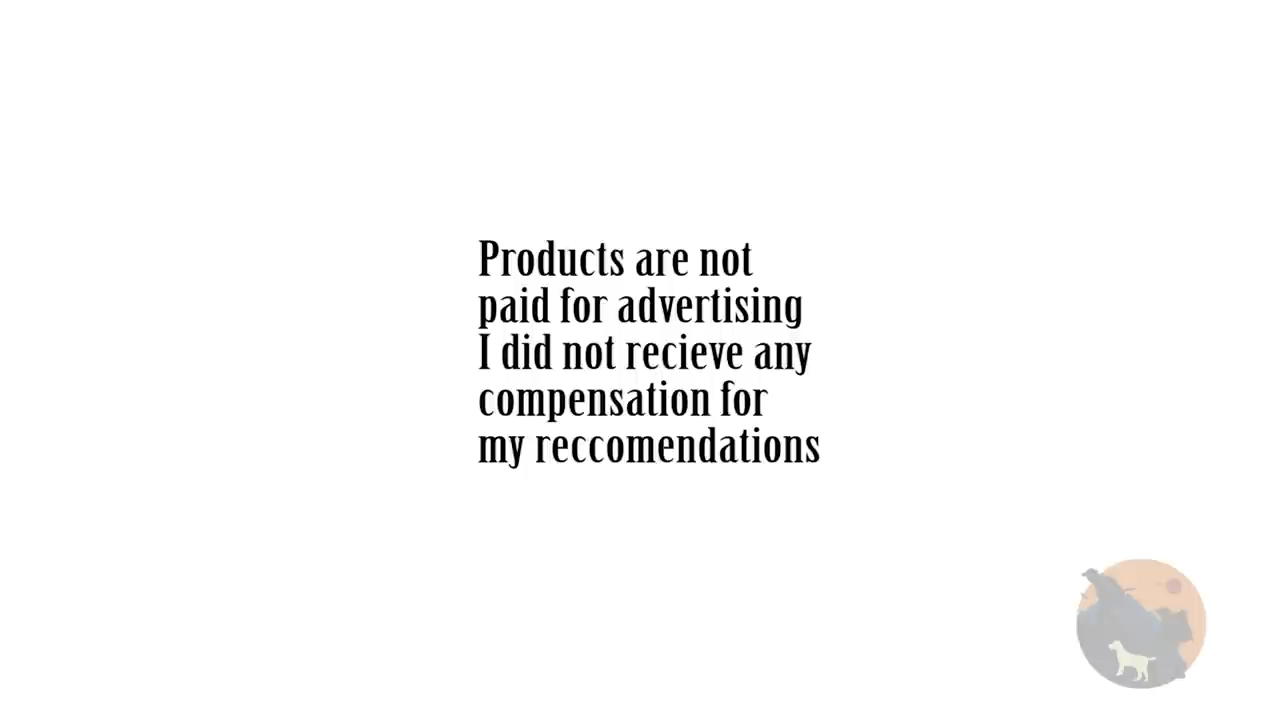 Products are not
paid for advertising
I did not recieve any
compensation for
my reccomendations